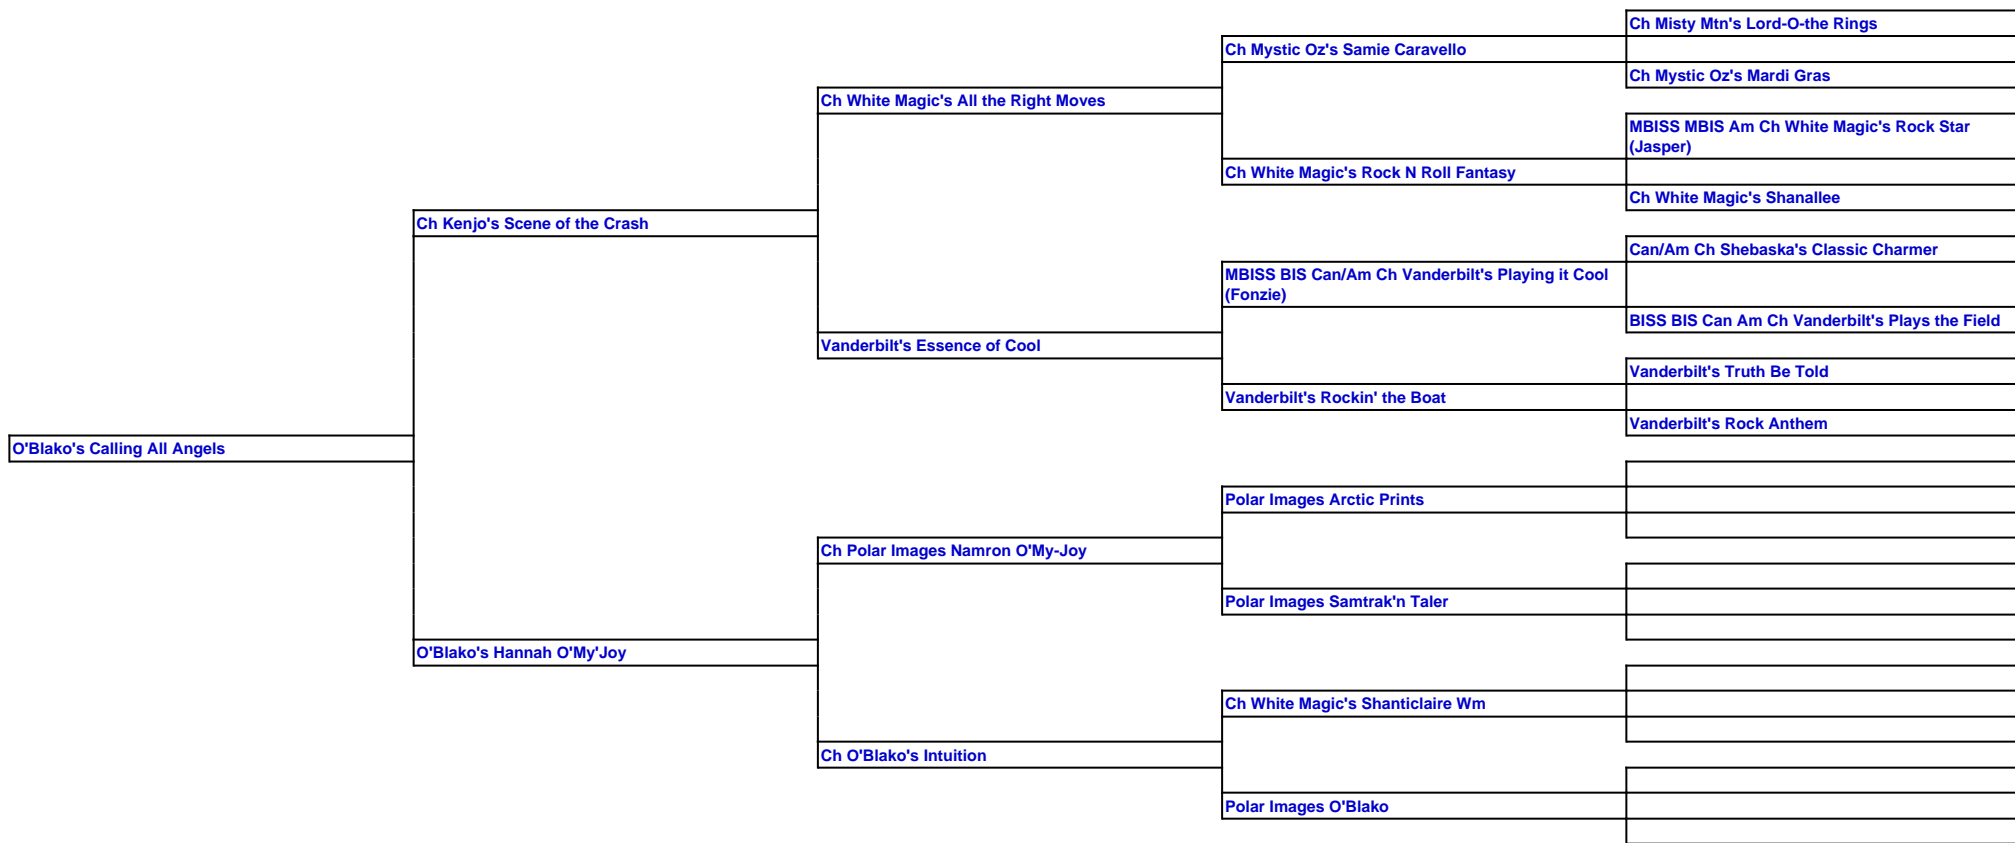 Ch Misty Mtn's Lord-O-the Rings
Ch Mystic Oz's Samie Caravello
Ch Mystic Oz's Mardi Gras
Ch White Magic's All the Right Moves
MBISS MBIS Am Ch White Magic's Rock Star
(Jasper)
Ch White Magic's Rock N Roll Fantasy
Ch White Magic's Shanallee
Ch Kenjo's Scene of the Crash
Can/Am Ch Shebaska's Classic Charmer
MBISS BIS Can/Am Ch Vanderbilt's Playing it Cool
(Fonzie)
BISS BIS Can Am Ch Vanderbilt's Plays the Field
Vanderbilt's Essence of Cool
Vanderbilt's Truth Be Told
Vanderbilt's Rockin' the Boat
Vanderbilt's Rock Anthem
O'Blako's Calling All Angels
Polar Images Arctic Prints
Ch Polar Images Namron O'My-Joy
Polar Images Samtrak'n Taler
O'Blako's Hannah O'My'Joy
Ch White Magic's Shanticlaire Wm
Ch O'Blako's Intuition
Polar Images O'Blako